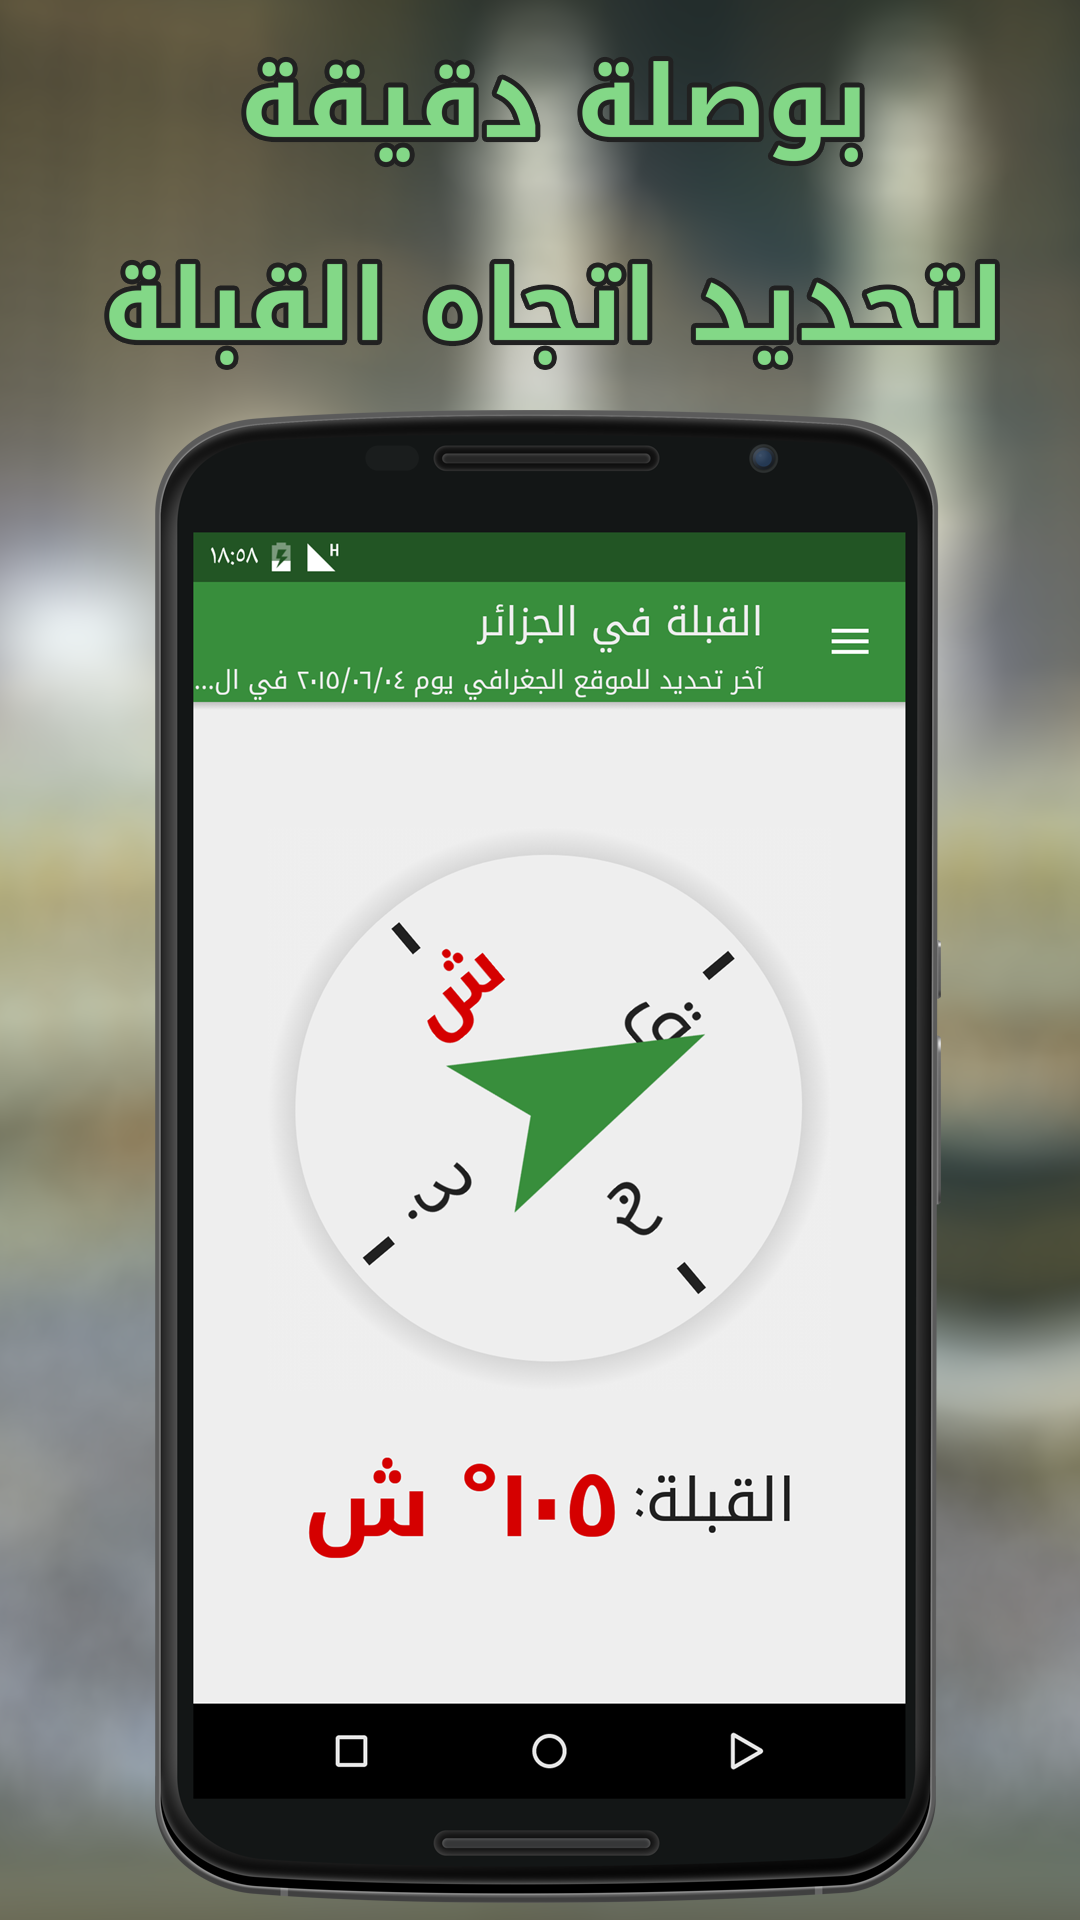 بوصلة دقيقة
لتحديد اتجاه القبلة
١٨:٥٨
H
القبلة في الجزائر
آخر تحديد للموقع الجغرافي يوم ٢٠١٥/٠٦/٠٤ في ال...
ش
ق
ج
غ
القبلة: ١٠٥° ش